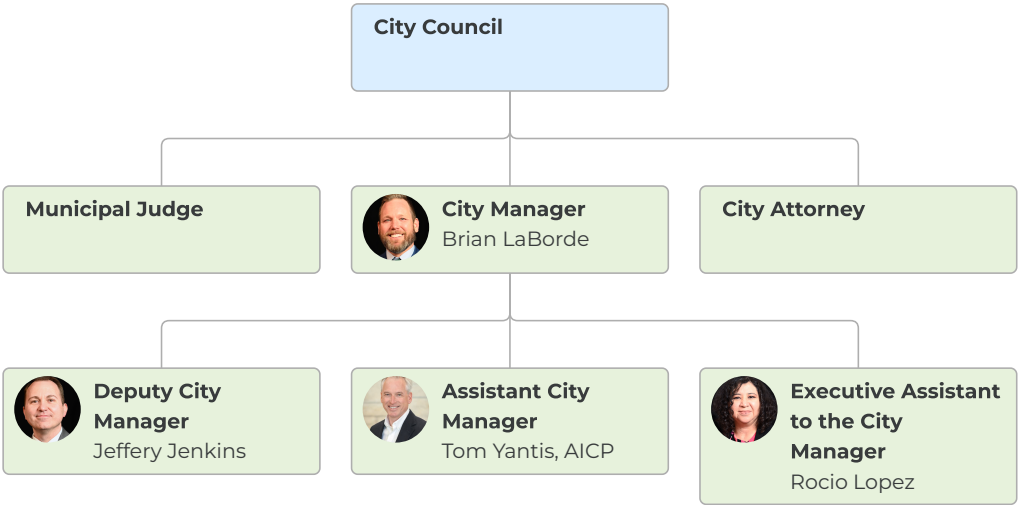 City Council
Municipal Judge
City Manager
Brian LaBorde
City Attorney
Deputy City
Manager
Jeffery Jenkins
Assistant City
Manager
Tom Yantis, AICP
Executive Assistant
to the City
Manager
Rocio Lopez